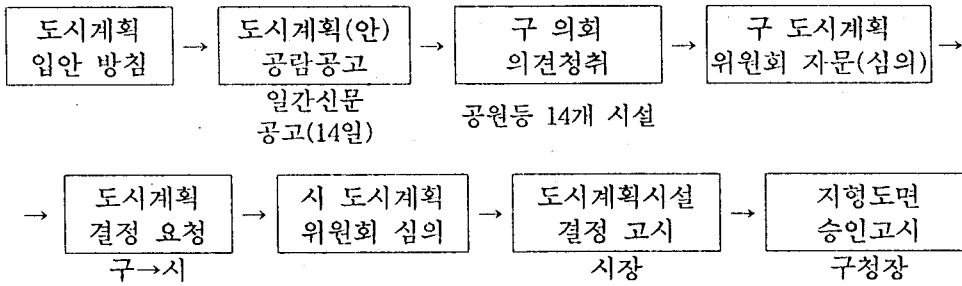 도시계획
입안 방침
→
도시계획(안)
공람공고
일간신문
공고(14일)
→
구 의회
의견청취
공원등 14개 시설
→
구 도시계획
위원회 자문(심의)
→
→
도시계획
결정 요청
구→시
→
시 도시계획
위원회 심의
→
도시계획시설
결정 고시
시장
→
지형도면
승인고시
구청장